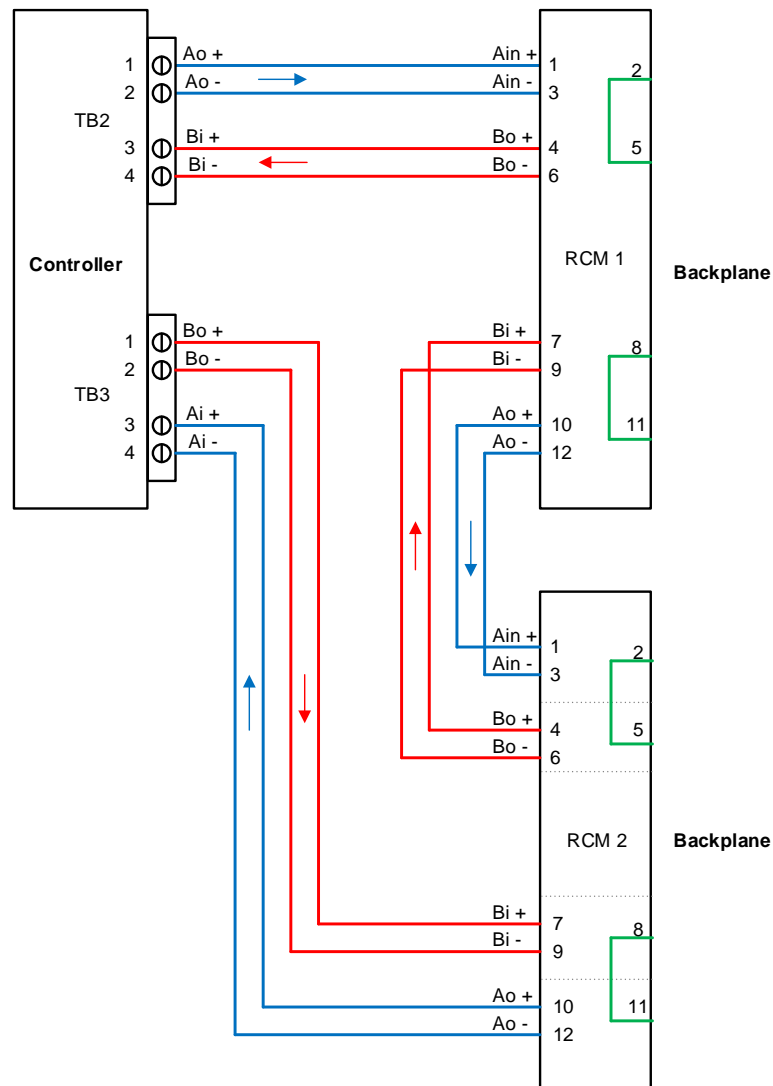 Ao + Ain +
1 1 2
Ao - Ain -
2 3
TB2
Bi + Bo +
3 4 5
Bi - Bo -
4 6
Controller RCM 1 Backplane
Bo + Bi +
1 7 8
Bo - Bi -
2 9
TB3
Ai + Ao +
3 10 11
Ai - Ao -
4 12
Ain +
1 2
Ain -
3
Bo +
4 5
Bo -
6
RCM 2 Backplane
Bi +
7 8
Bi -
9
Ao +
10 11
Ao -
12